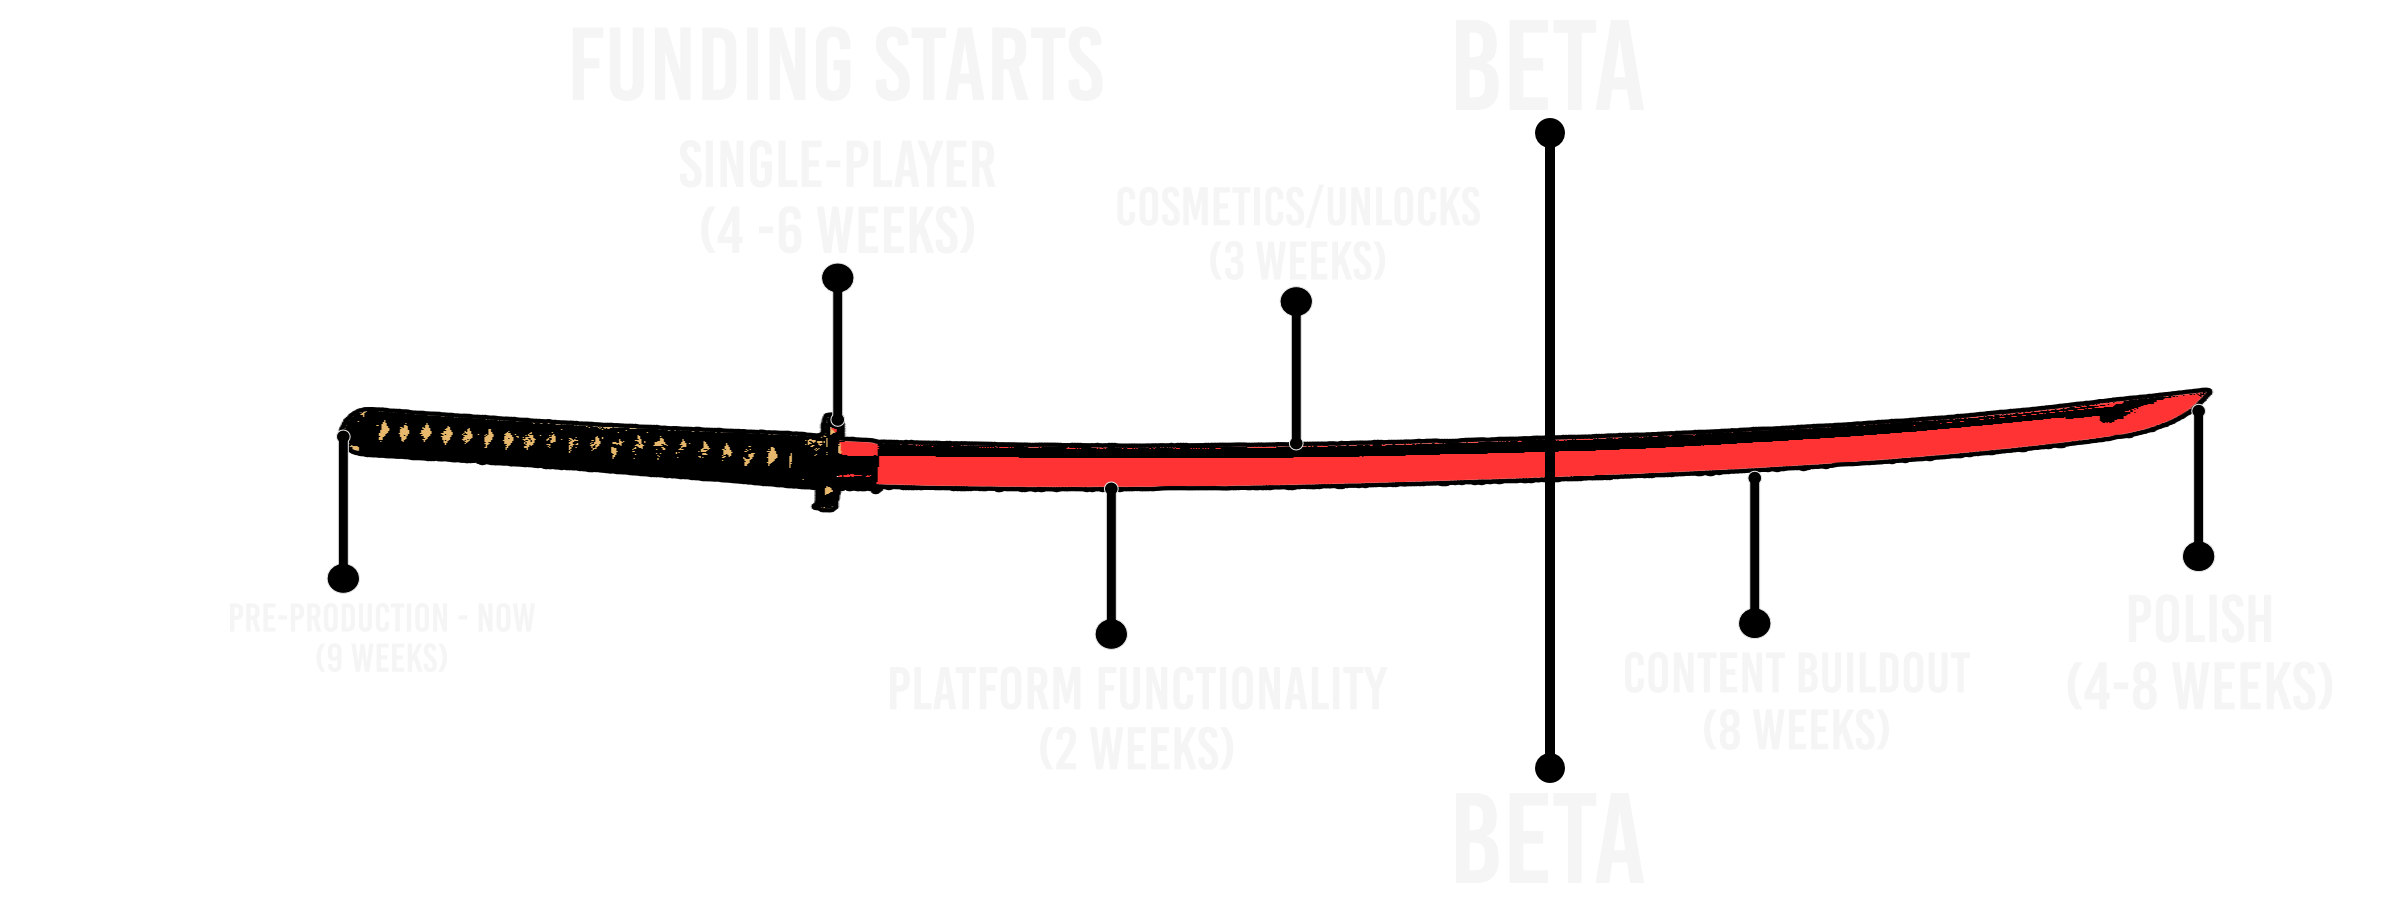 FUNDING STARTS
SINGLE-PLAYER
(4 -6 WEEKS)
BETA
COSMETICS/UNLOCKS
(3 WEEKS)
PRE-PRODUCTION - NOW
(9 WEEKS)
PLATFORM FUNCTIONALITY
(2 WEEKS)
CONTENT BUILDOUT
(8 WEEKS)
POLISH
(4-8 WEEKS)
BETA